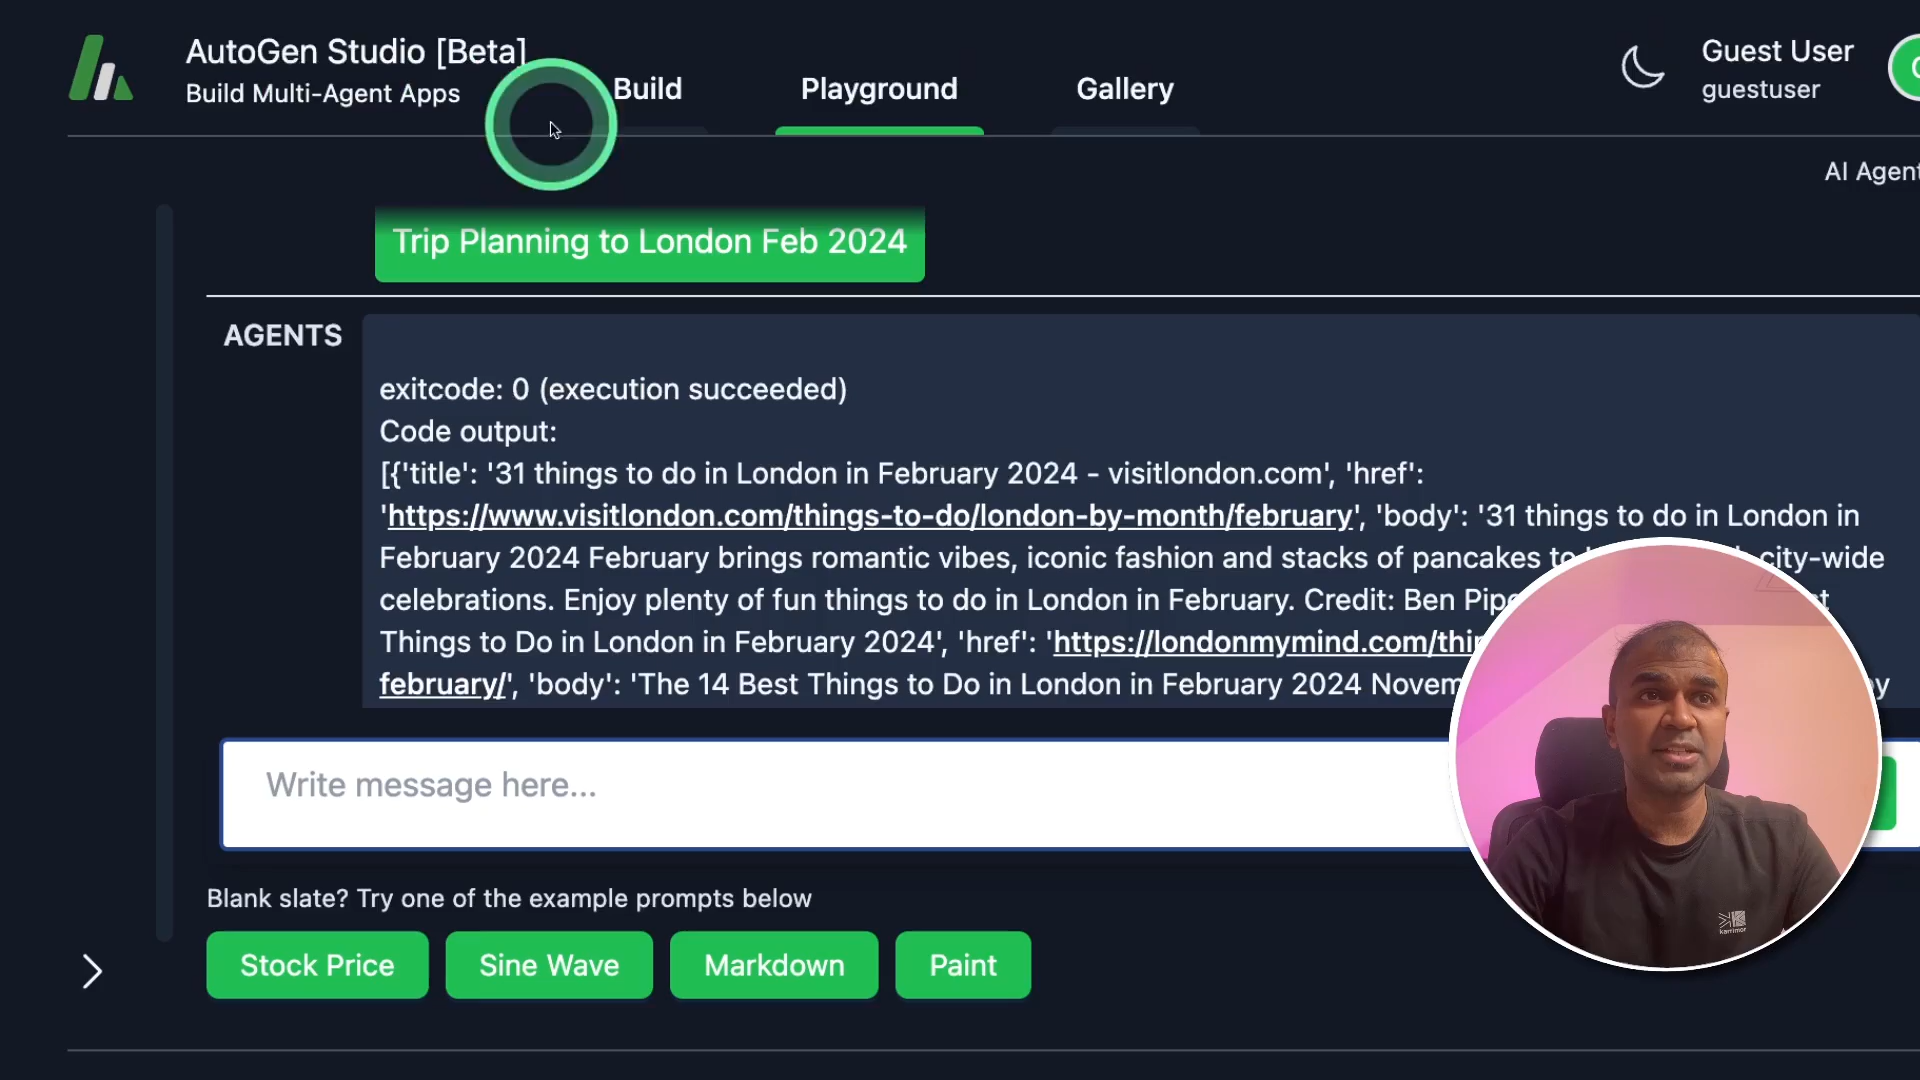 AutoGen Studio [Beta]
Build Multi-Agent Apps
Build
Playground
Gallery
Guest User
guestuser
AI Agent
Trip Planning to London Feb 2024
AGENTS
exitcode: 0 (execution succeeded)
Code output:
[{'title': '31 things to do in London in February 2024 - visitlondon.com', 'href':
'https://www.visitlondon.com/things-to-do/london-by-month/february', 'body': '31 things to do in London in
February 2024 February brings romantic vibes, iconic fashion and stacks of pancakes city-wide
celebrations. Enjoy plenty of fun things to do in London in February. Credit: Ben
Things to Do in London in February 2024', 'href': 'https://londonmymind.com/
february/', 'body': 'The 14 Best Things to Do in London in February 2024
Write message here...
Blank slate? Try one of the example prompts below
Stock Price
Sine Wave
Markdown
Paint
karrimor